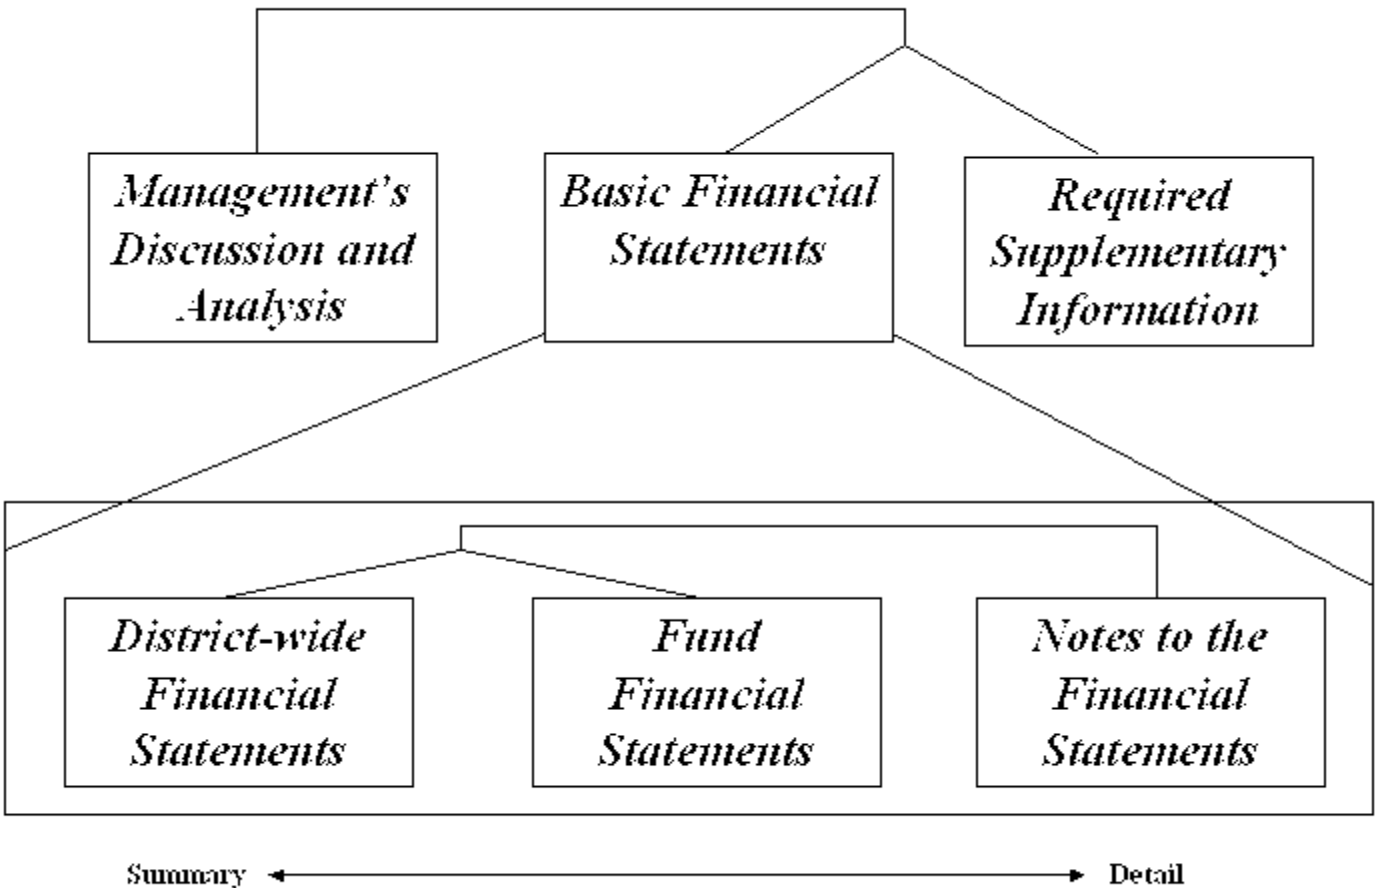 Management's
Discussion and
Analysis
Basic Financial
Statements
Required
Supplementary
Information
District-wide
Financial
Statements
Fund
Financial
Statements
Notes to the
Financial
Statements
Summary
Detail